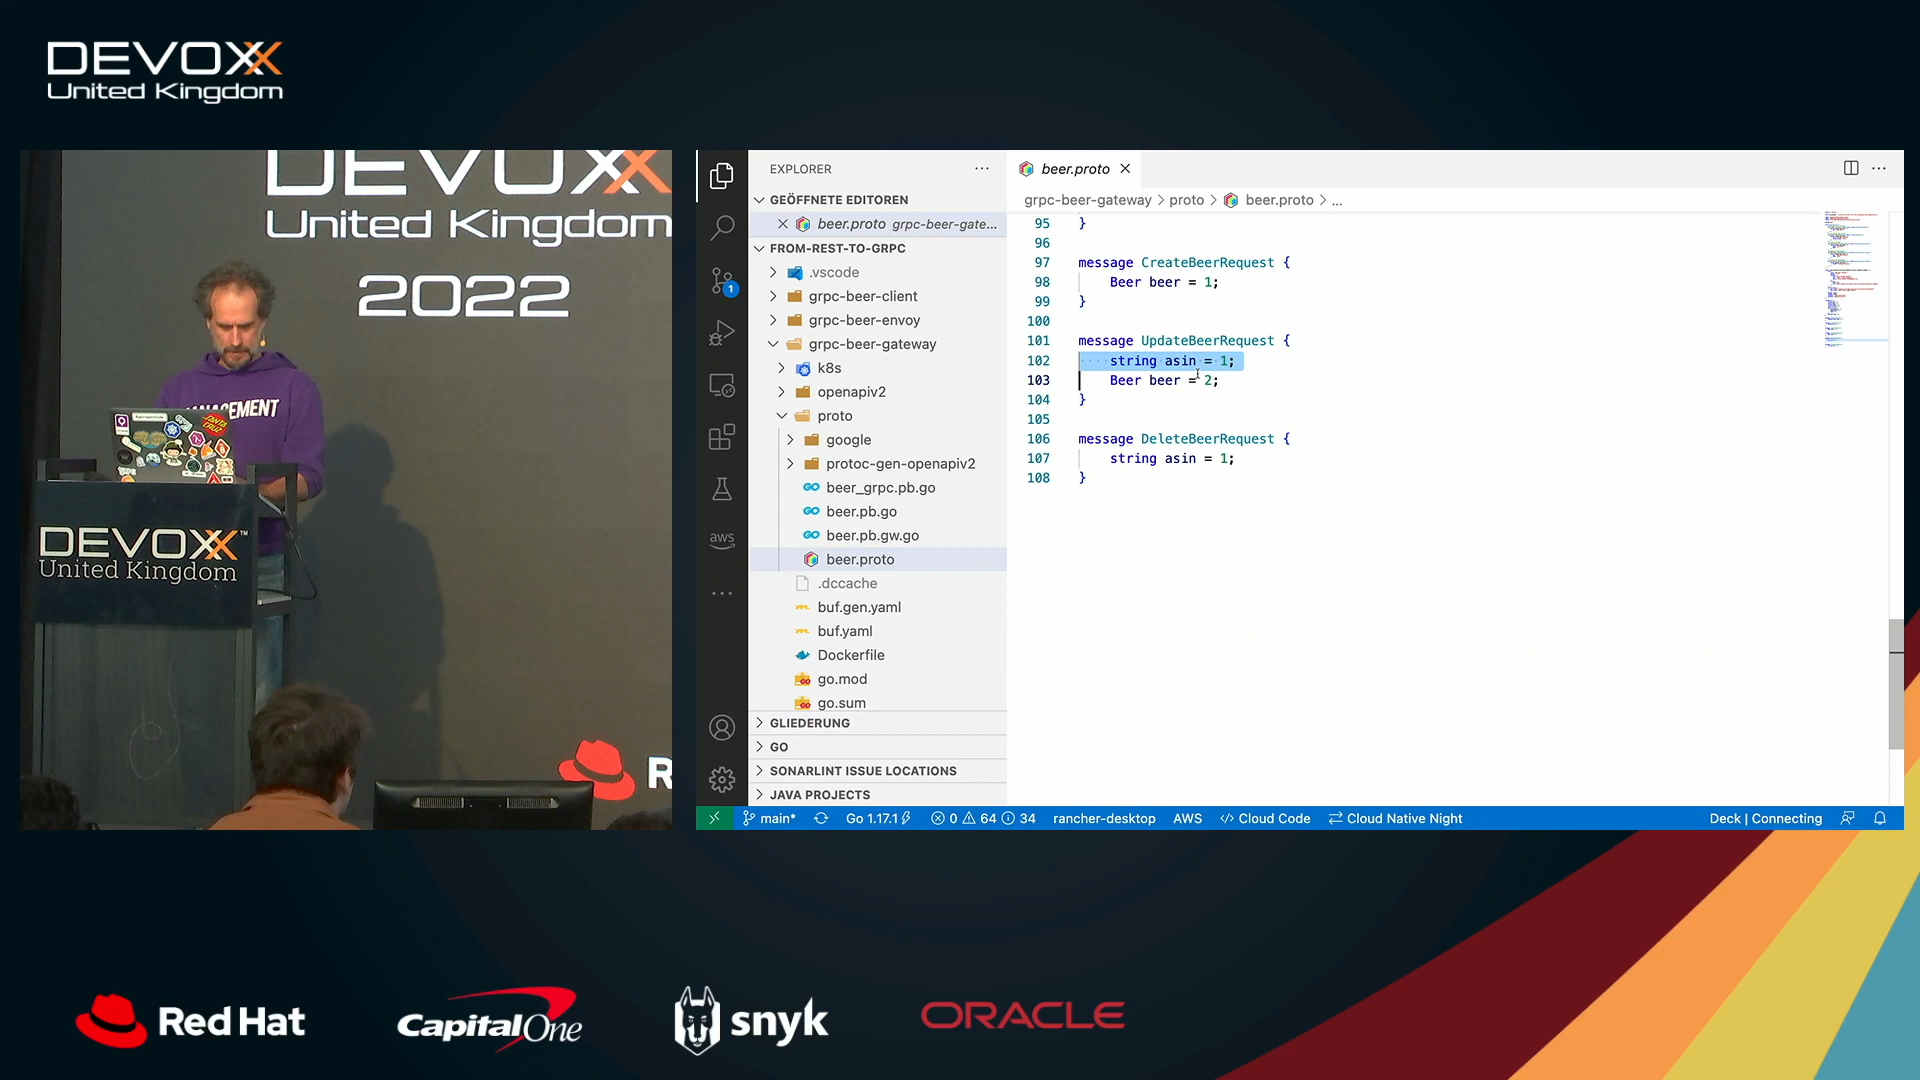 DEVOXX
United Kingdom
DEVOXX
United Kingdom
2022
MANAGEMENT
DEVOXX™
United Kingdom
R
EXPLORER
GEÖFFNETE EDITOREN
beer.proto grpc-beer-gate...
FROM-REST-TO-GRPC
.vscode
grpc-beer-client
grpc-beer-envoy
grpc-beer-gateway
k8s
openapiv2
proto
google
protoc-gen-openapiv2
beer_grpc.pb.go
beer.pb.go
beer.pb.gw.go
beer.proto
.dccache
buf.gen.yaml
buf.yaml
Dockerfile
go.mod
go.sum
GLIEDERUNG
GO
SONARLINT ISSUE LOCATIONS
JAVA PROJECTS
1
aws
beer.proto
grpc-beer-gateway > proto > beer.proto > ...
95 }
96
97 message CreateBeerRequest {
98 Beer beer = 1;
99 }
100
101 message UpdateBeerRequest {
102 string asin = 1;
103 Beer beer = 2;
104 }
105
106 message DeleteBeerRequest {
107 string asin = 1;
108 }
main* Go 1.17.1 0 64 34 rancher-desktop AWS Cloud Code Cloud Native Night Deck | Connecting
Red Hat
Capital One
snyk
ORACLE